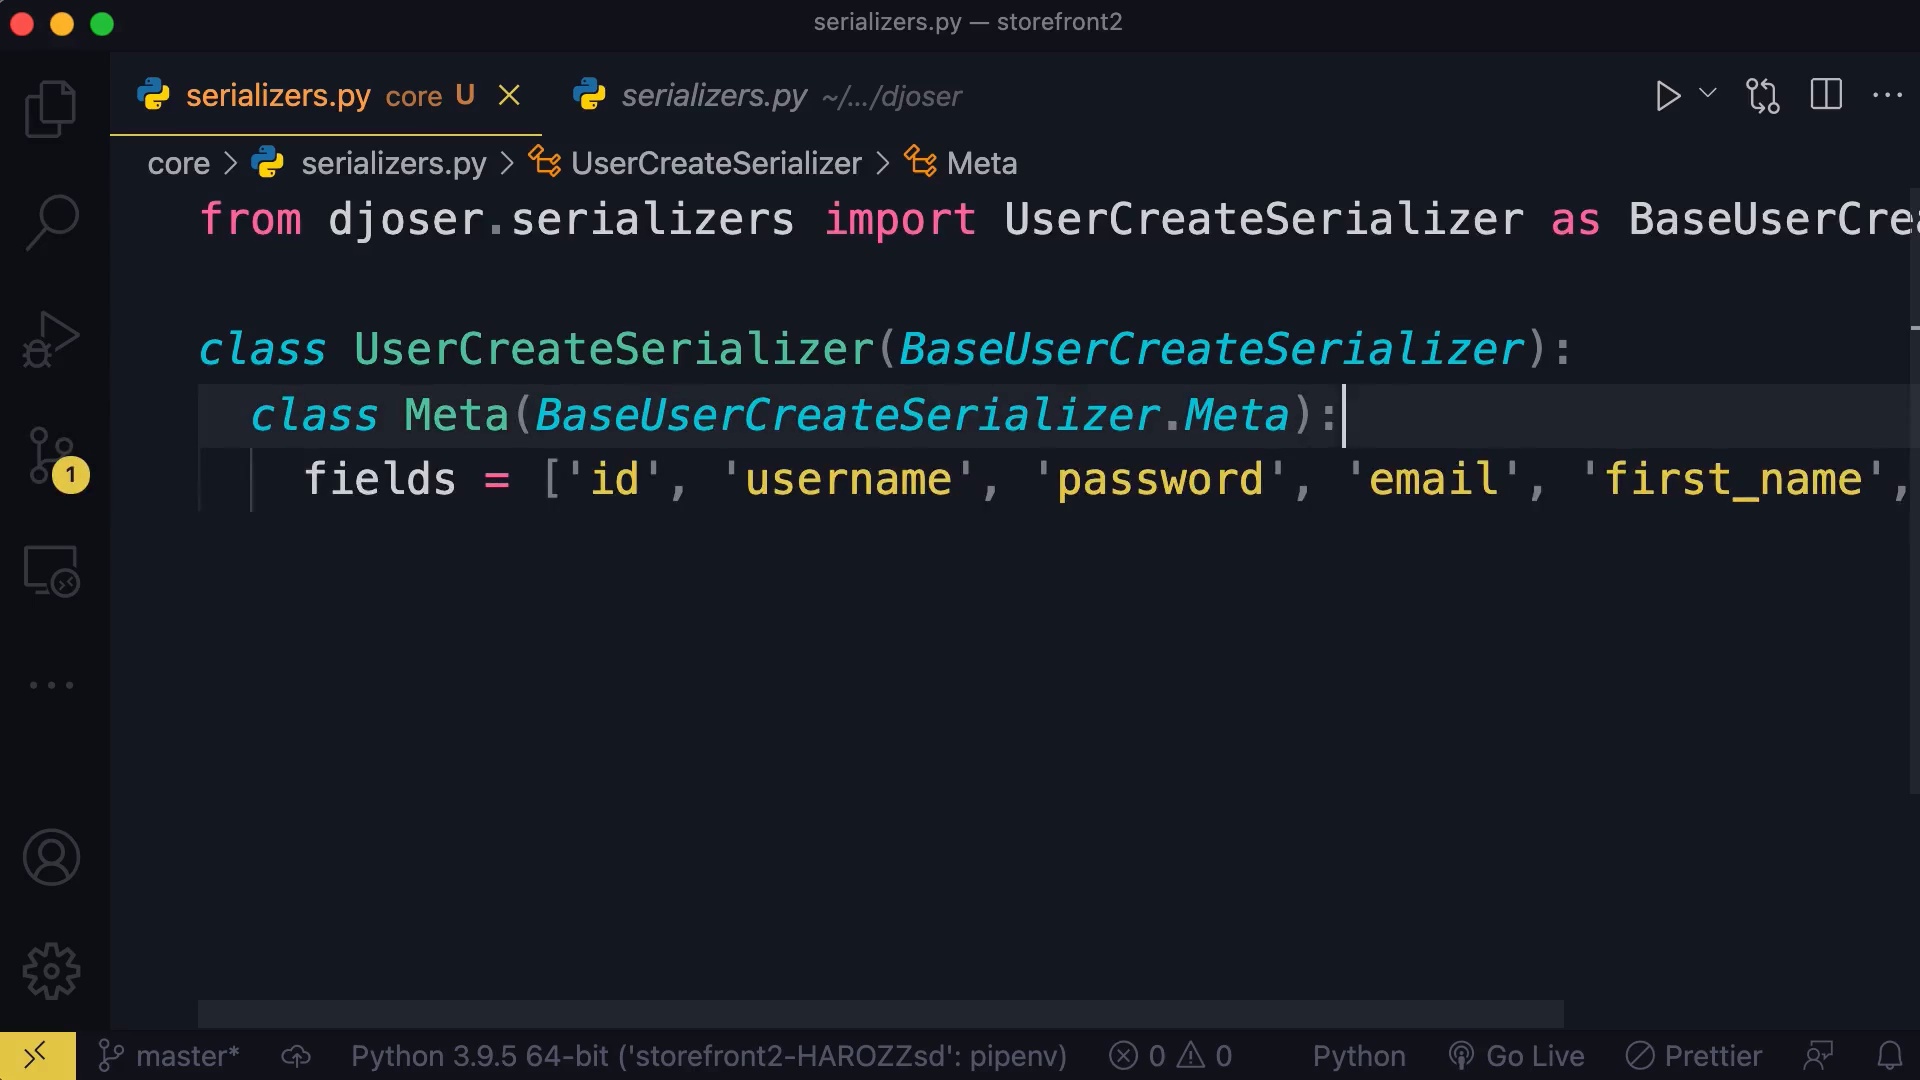 serializers.py — storefront2
serializers.py core U
serializers.py ~/.../djoser
core > serializers.py > UserCreateSerializer > Meta
from djoser.serializers import UserCreateSerializer as BaseUserCrea
class UserCreateSerializer(BaseUserCreateSerializer):
class Meta(BaseUserCreateSerializer.Meta):
fields = ['id', 'username', 'password', 'email', 'first_name',
1
master* Python 3.9.5 64-bit ('storefront2-HAROZZsd': pipenv) 0 0 Python Go Live Prettier